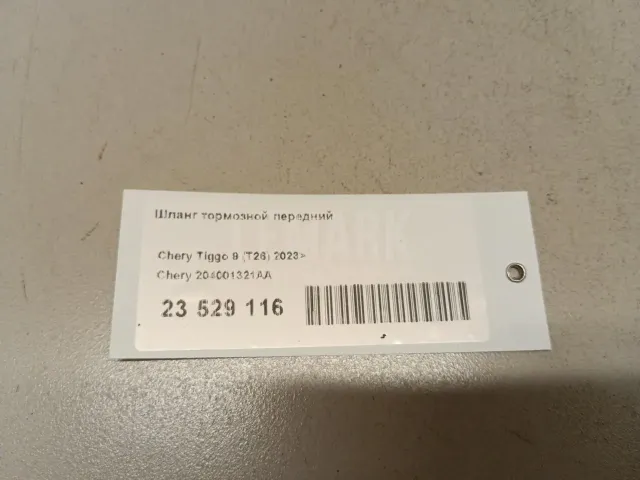 Шланг тормозной передний
Chery Tiggo 9 (T26) 2023>
Chery 204001321AA
23 529 116